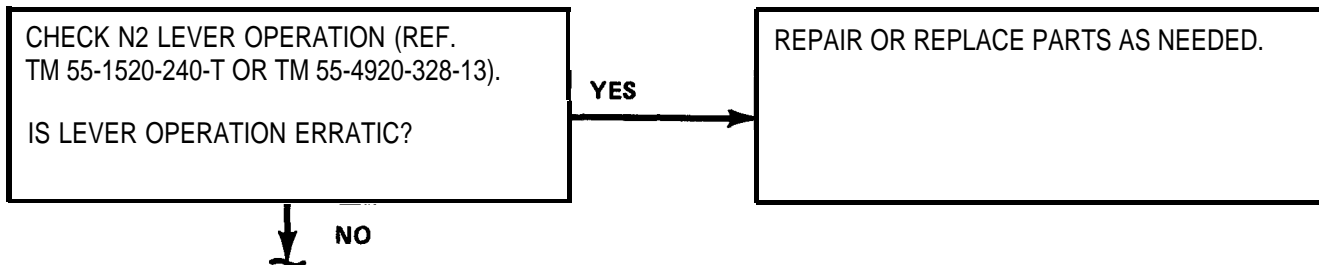 CHECK N2 LEVER OPERATION (REF.
TM 55-1520-240-T OR TM 55-4920-328-13).
IS LEVER OPERATION ERRATIC?
YES
REPAIR OR REPLACE PARTS AS NEEDED.
NO